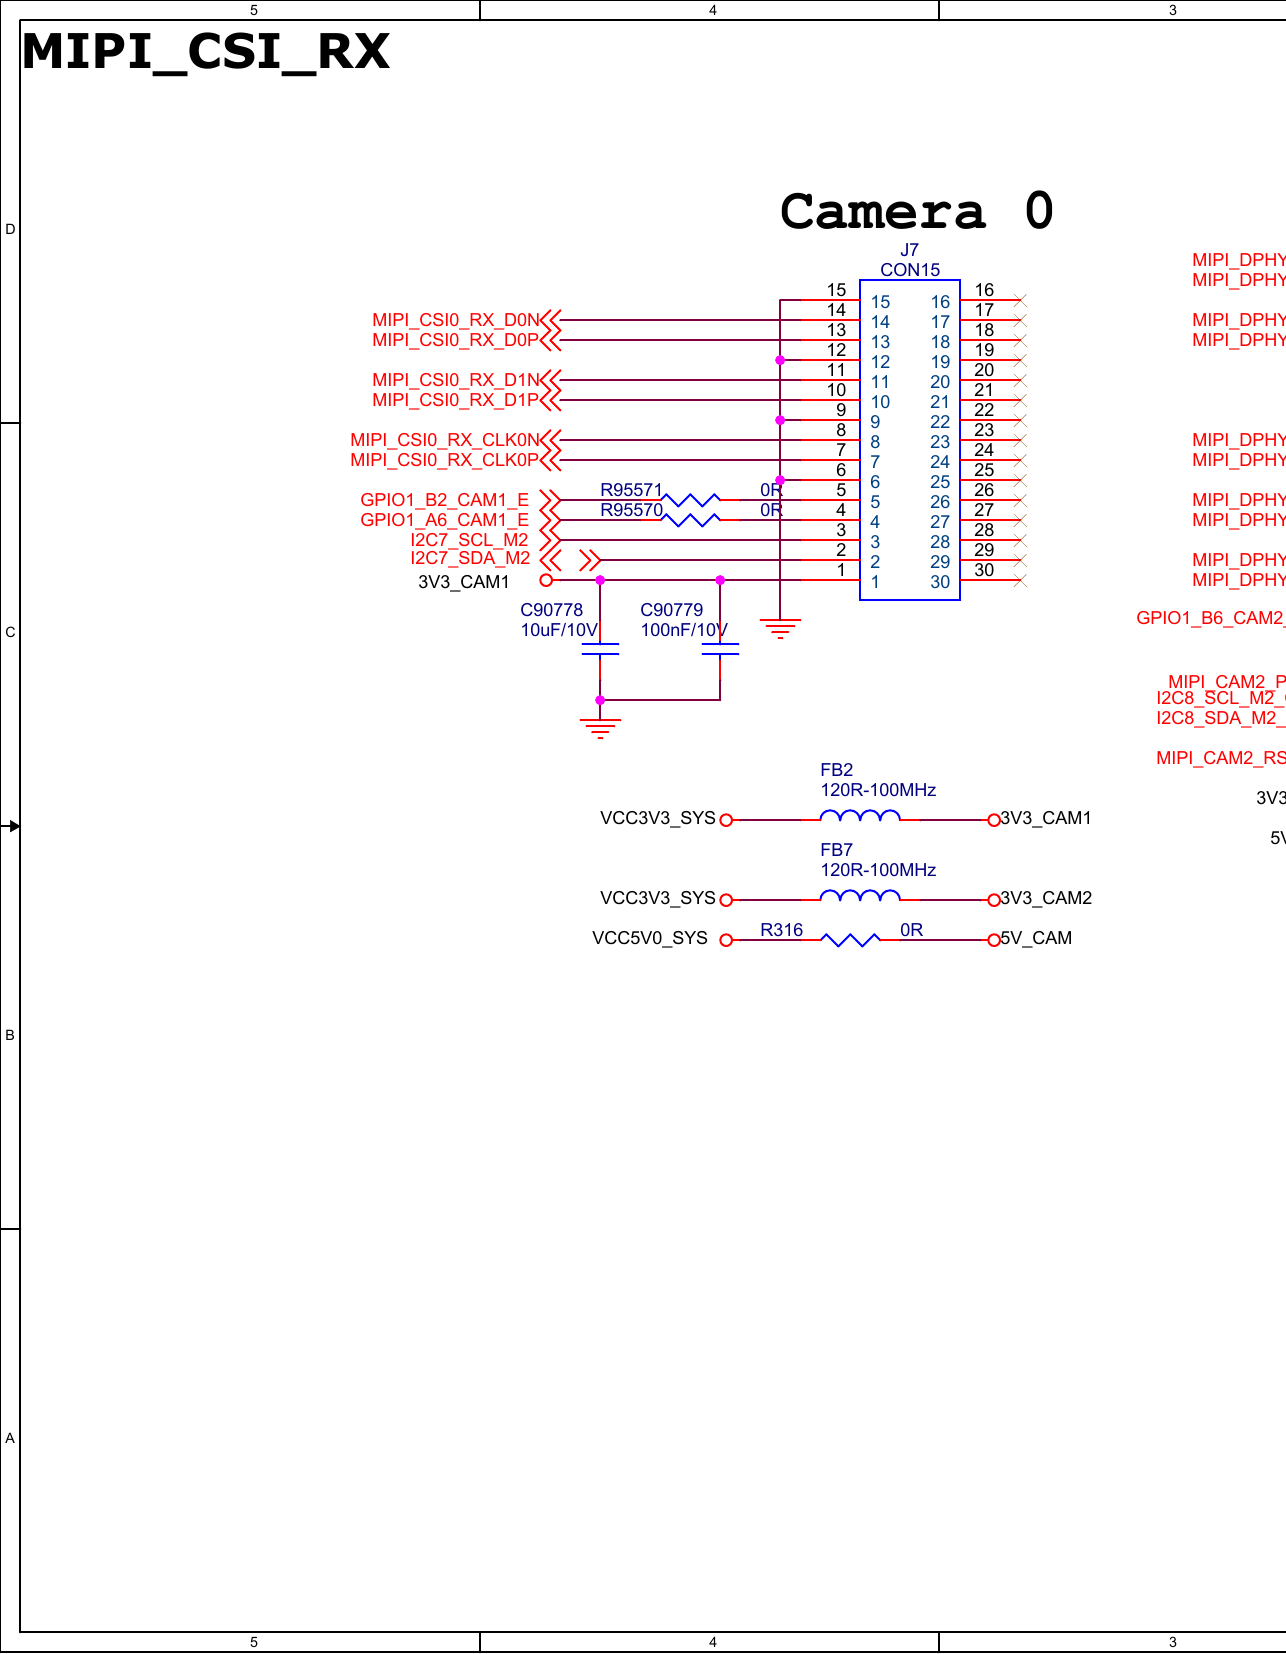 5 4 3
MIPI_CSI_RX
Camera 0
D
J7
CON15
MIPI_DPHY
MIPI_DPHY
15 15 16 16
MIPI_CSI0_RX_D0N 14 14 17 17 MIPI_DPHY
MIPI_CSI0_RX_D0P 13 13 18 18 MIPI_DPHY
12 12 19 19
MIPI_CSI0_RX_D1N 11 11 20 20
MIPI_CSI0_RX_D1P 10 10 21 21
9 9 22 22
MIPI_CSI0_RX_CLK0N 8 8 23 23 MIPI_DPHY
MIPI_CSI0_RX_CLK0P 7 7 24 24 MIPI_DPHY
6 6 25 25
GPIO1_B2_CAM1_E R95571 0R 5 5 26 26 MIPI_DPHY
GPIO1_A6_CAM1_E R95570 0R 4 4 27 27 MIPI_DPHY
I2C7_SCL_M2 3 3 28 28
I2C7_SDA_M2 2 2 29 29 MIPI_DPHY
3V3_CAM1 1 1 30 30 MIPI_DPHY
C90778 C90779
10uF/10V 100nF/10V
GPIO1_B6_CAM2_
C
MIPI_CAM2_P
I2C8_SCL_M2_
I2C8_SDA_M2_
MIPI_CAM2_RS
FB2
120R-100MHz
3V3
VCC3V3_SYS 3V3_CAM1
5V
FB7
120R-100MHz
VCC3V3_SYS 3V3_CAM2
VCC5V0_SYS R316 0R 5V_CAM
B
A
5 4 3